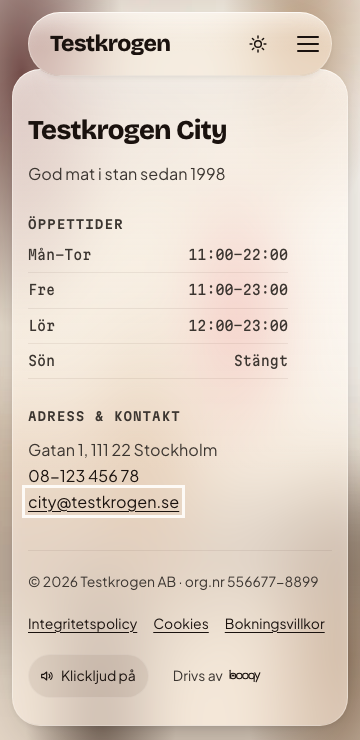 Testkrogen
Testkrogen City
God mat i stan sedan 1998
ÖPPETTIDER
Mån–Tor 11:00–22:00
Fre 11:00–23:00
Lör 12:00–23:00
Sön Stängt
ADRESS & KONTAKT
Gatan 1, 111 22 Stockholm
08-123 456 78
city@testkrogen.se
© 2026 Testkrogen AB · org.nr 556677-8899
Integritetspolicy Cookies Bokningsvillkor
Klickljud på Drivs av booqy